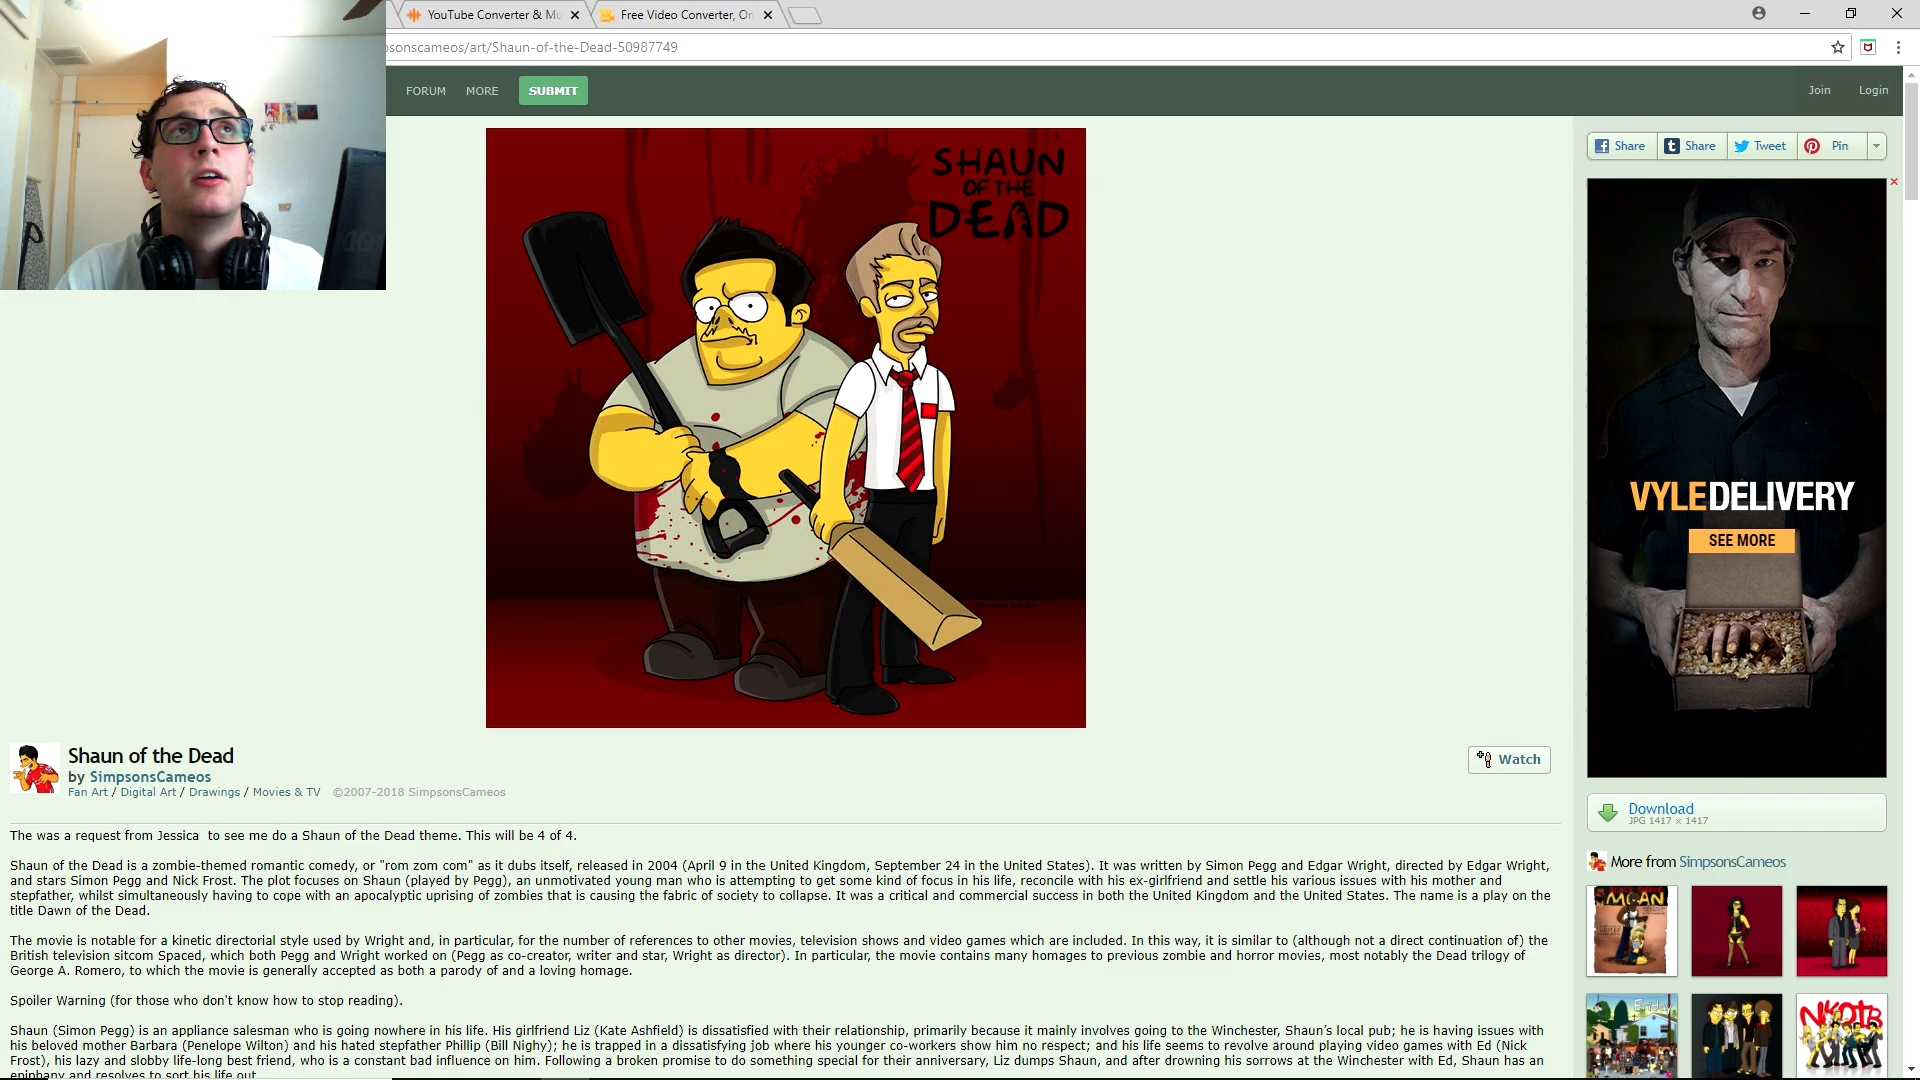 YouTube Converter & Mu
Free Video Converter, On
sonscameos/art/Shaun-of-the-Dead-50987749
FORUM
MORE
SUBMIT
Join
Login
SHAUN
OF THE
DEAD
Share
Share
Tweet
Pin
VYLEDELIVERY
SEE MORE
Shaun of the Dead
by SimpsonsCameos
Fan Art / Digital Art / Drawings / Movies & TV ©2007-2018 SimpsonsCameos
Watch
Download
JPG 1417 × 1417
More from SimpsonsCameos
The was a request from Jessica to see me do a Shaun of the Dead theme. This will be 4 of 4.
Shaun of the Dead is a zombie-themed romantic comedy, or "rom zom com" as it dubs itself, released in 2004 (April 9 in the United Kingdom, September 24 in the United States). It was written by Simon Pegg and Edgar Wright, directed by Edgar Wright,
and stars Simon Pegg and Nick Frost. The plot focuses on Shaun (played by Pegg), an unmotivated young man who is attempting to get some kind of focus in his life, reconcile with his ex-girlfriend and settle his various issues with his mother and
stepfather, whilst simultaneously having to cope with an apocalyptic uprising of zombies that is causing the fabric of society to collapse. It was a critical and commercial success in both the United Kingdom and the United States. The name is a play on the
title Dawn of the Dead.
The movie is notable for a kinetic directorial style used by Wright and, in particular, for the number of references to other movies, television shows and video games which are included. In this way, it is similar to (although not a direct continuation of) the
British television sitcom Spaced, which both Pegg and Wright worked on (Pegg as co-creator, writer and star, Wright as director). In particular, the movie contains many homages to previous zombie and horror movies, most notably the Dead trilogy of
George A. Romero, to which the movie is generally accepted as both a parody of and a loving homage.
Spoiler Warning (for those who don't know how to stop reading).
Shaun (Simon Pegg) is an appliance salesman who is going nowhere in his life. His girlfriend Liz (Kate Ashfield) is dissatisfied with their relationship, primarily because it mainly involves going to the Winchester, Shaun’s local pub; he is having issues with
his beloved mother Barbara (Penelope Wilton) and his hated stepfather Phillip (Bill Nighy); he is trapped in a dissatisfying job where his younger co-workers show him no respect; and his life seems to revolve around playing video games with Ed (Nick
Frost), his lazy and slobby life-long best friend, who is a constant bad influence on him. Following a broken promise to do something special for their anniversary, Liz dumps Shaun, and after drowning his sorrows at the Winchester with Ed, Shaun has an
epiphany and resolves to sort his life out
MOAN
Friday
NKOTB